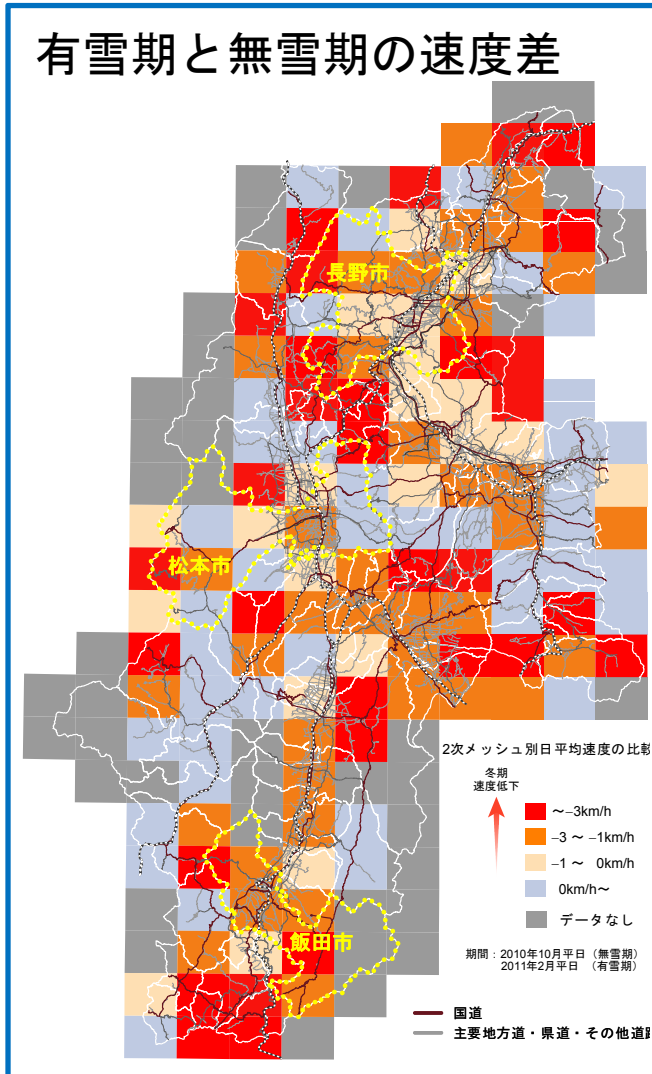 有雪期と無雪期の速度差
長野市
松本市
飯田市
2次メッシュ別日平均速度の比較
冬期
速度低下
～−3km/h
−3 ～ −1km/h
−1 ～ 0km/h
0km/h～
データなし
期間：2010年10月平日（無雪期）
2011年2月平日 （有雪期）
国道
主要地方道・県道・その他道路